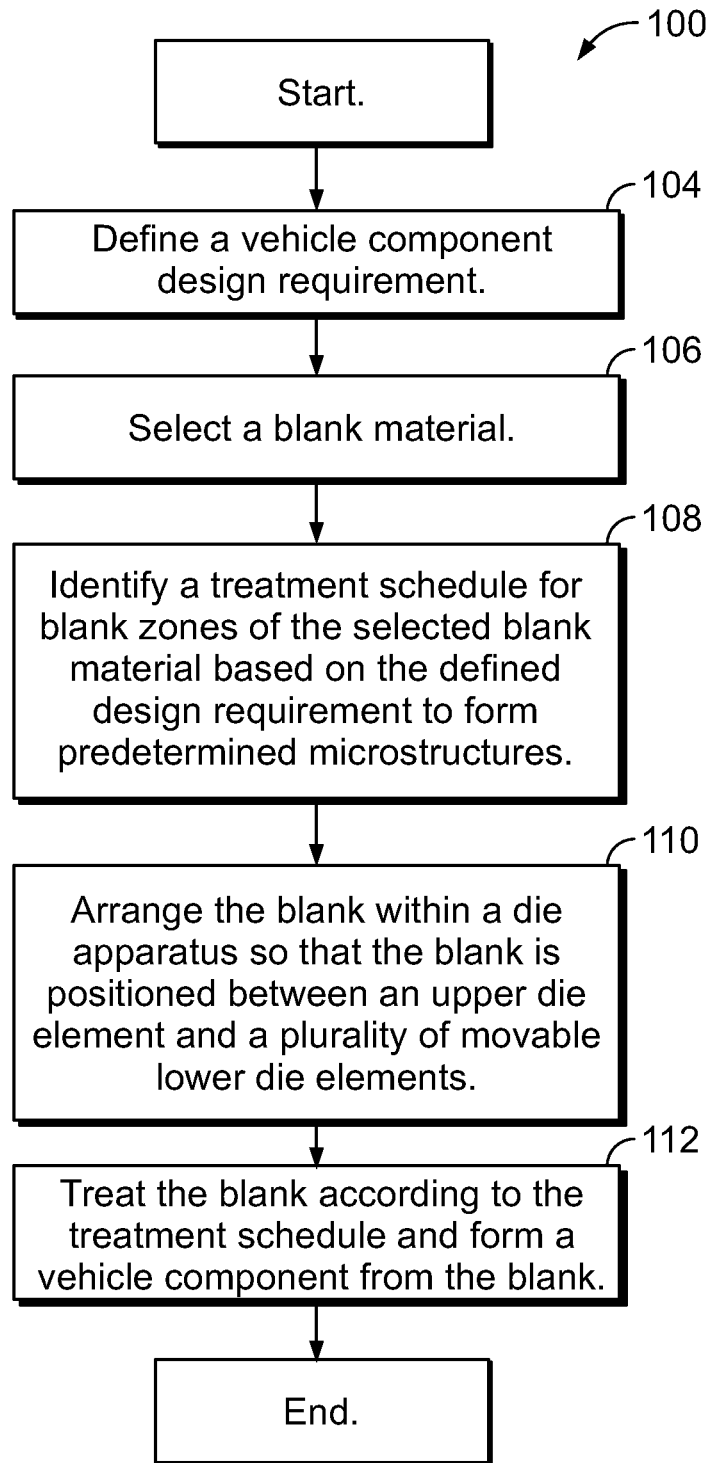 100
Start.
104
Define a vehicle component
design requirement.
106
Select a blank material.
108
Identify a treatment schedule for
blank zones of the selected blank
material based on the defined
design requirement to form
predetermined microstructures.
110
Arrange the blank within a die
apparatus so that the blank is
positioned between an upper die
element and a plurality of movable
lower die elements.
112
Treat the blank according to the
treatment schedule and form a
vehicle component from the blank.
End.